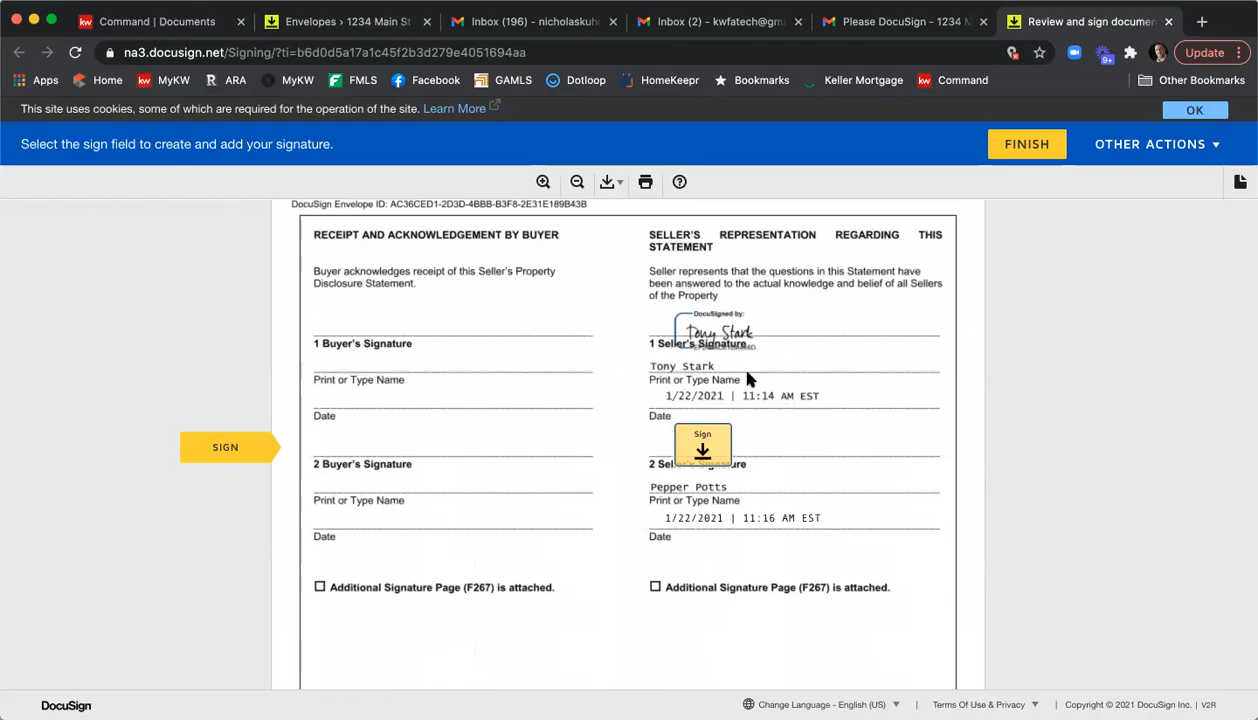 Command | Documents
Envelopes › 1234 Main St
Inbox (196) - nicholaskuh
Inbox (2) - kwfatech@gm
Please DocuSign - 1234 M
Review and sign documen
na3.docusign.net/Signing/?ti=b6d0d5a17a1c45f2b3d279e4051694aa
9+
Update
Apps
Home
kw MyKW
R ARA
MyKW
FMLS
Facebook
GAMLS
Dotloop
HomeKeepr
Bookmarks
Keller Mortgage
kw Command
Other Bookmarks
This site uses cookies, some of which are required for the operation of the site. Learn More
OK
Select the sign field to create and add your signature.
FINISH
OTHER ACTIONS
DocuSign Envelope ID: AC36CED1-2D3D-4BBB-B3F8-2E31E189B43B
RECEIPT AND ACKNOWLEDGEMENT BY BUYER
Buyer acknowledges receipt of this Seller's Property
Disclosure Statement.
1 Buyer's Signature
Print or Type Name
Date
2 Buyer's Signature
Print or Type Name
Date
Additional Signature Page (F267) is attached.
SELLER'S REPRESENTATION REGARDING THIS
STATEMENT
Seller represents that the questions in this Statement have
been answered to the actual knowledge and belief of all Sellers
of the Property
DocuSigned by:
Tony Stark
1 Seller's Signature
Tony Stark
Print or Type Name
1/22/2021 | 11:14 AM EST
Date
Sign
2 Seller's Signature
Pepper Potts
Print or Type Name
1/22/2021 | 11:16 AM EST
Date
Additional Signature Page (F267) is attached.
SIGN
DocuSign
Change Language - English (US)
Terms Of Use & Privacy
Copyright © 2021 DocuSign Inc. | V2R